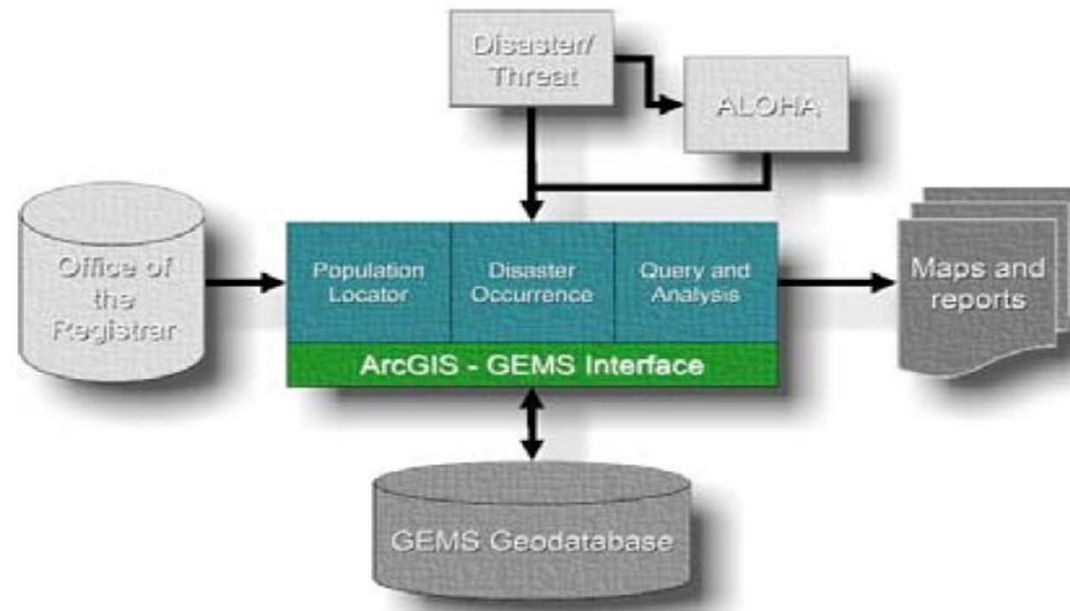 Disaster/
Threat
ALOHA
Office of
the
Registrar
Population
Locator
Disaster
Occurrence
Query and
Analysis
Maps and
reports
ArcGIS - GEMS Interface
GEMS Geodatabase